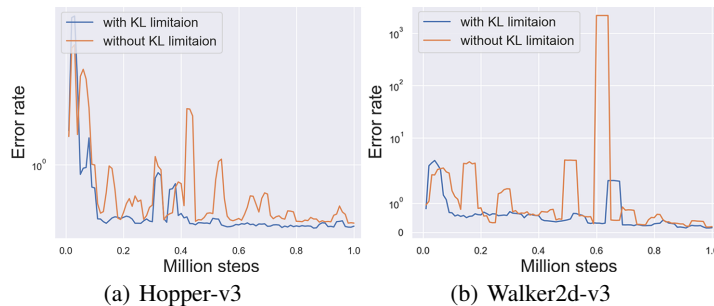 with KL limitaion
without KL limitaion
Error rate
10⁰
0.0 0.2 0.4 0.6 0.8 1.0
Million steps
(a) Hopper-v3
with KL limitaion
without KL limitaion
Error rate
10³
10¹
10⁰
0
0.0 0.2 0.4 0.6 0.8 1.0
Million steps
(b) Walker2d-v3